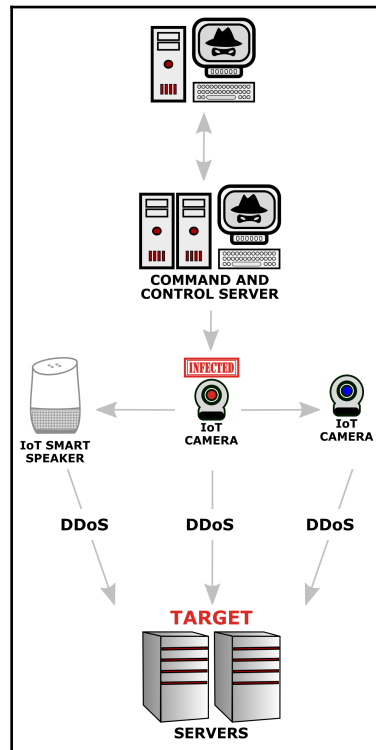 COMMAND AND
CONTROL SERVER
INFECTED
IoT SMART
SPEAKER
IoT
CAMERA
IoT
CAMERA
DDoS
DDoS
DDoS
TARGET
SERVERS